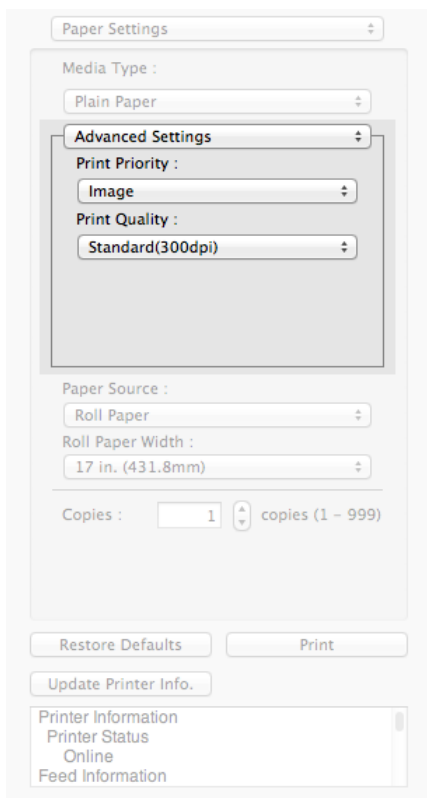 Paper Settings
Media Type :
Plain Paper
Advanced Settings
Print Priority :
Image
Print Quality :
Standard(300dpi)
Paper Source :
Roll Paper
Roll Paper Width :
17 in. (431.8mm)
Copies : 1 copies (1 – 999)
Restore Defaults Print
Update Printer Info.
Printer Information
Printer Status
Online
Feed Information